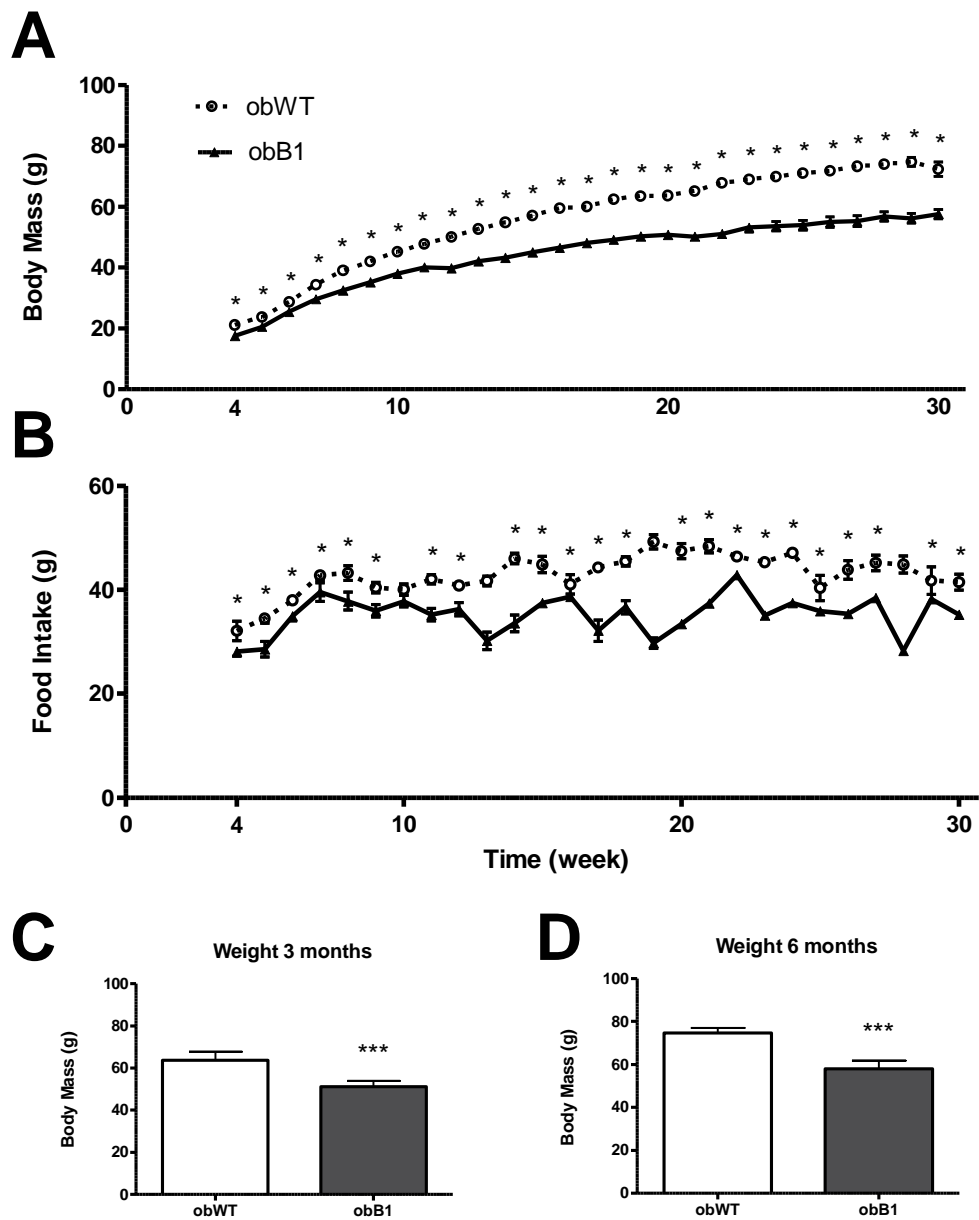 A
100
80
60
40
20
0
Body Mass (g)
obWT
obB1
* * * * * * * * * * * * * * * * * * * * * * * * * * *
0 4 10 20 30
B
60
40
20
0
Food Intake (g)
* * * * * * * * * * * * * * * * * * * * * *
0 4 10 20 30
Time (week)
C
Weight 3 months
100
80
60
40
20
0
Body Mass (g)
***
obWT obB1
D
Weight 6 months
100
80
60
40
20
0
Body Mass (g)
***
obWT obB1